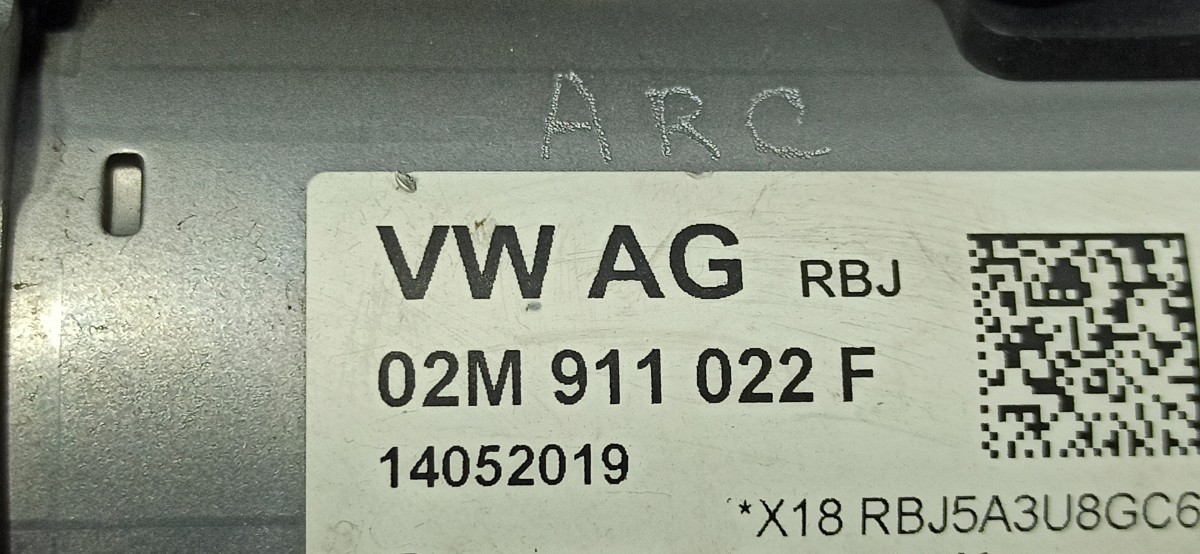 ARC
VW AG RBJ
02M 911 022 F
14052019
*X18 RBJ5A3U8GC6